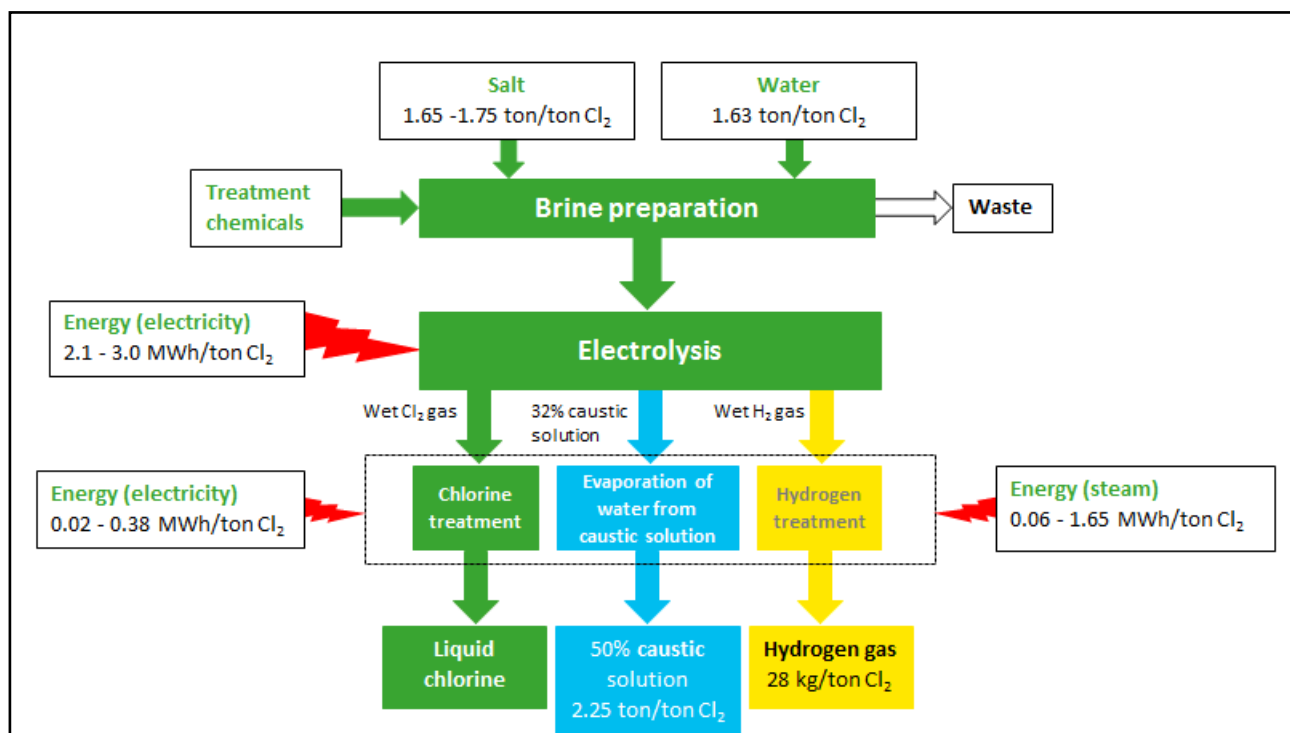 Salt
1.65 -1.75 ton/ton Cl₂
Water
1.63 ton/ton Cl₂
Treatment
chemicals
Brine preparation
Waste
Energy (electricity)
2.1 - 3.0 MWh/ton Cl₂
Electrolysis
Wet Cl₂ gas
32% caustic
solution
Wet H₂ gas
Energy (electricity)
0.02 - 0.38 MWh/ton Cl₂
Chlorine
treatment
Evaporation of
water from
caustic solution
Hydrogen
treatment
Energy (steam)
0.06 - 1.65 MWh/ton Cl₂
Liquid
chlorine
50% caustic
solution
2.25 ton/ton Cl₂
Hydrogen gas
28 kg/ton Cl₂